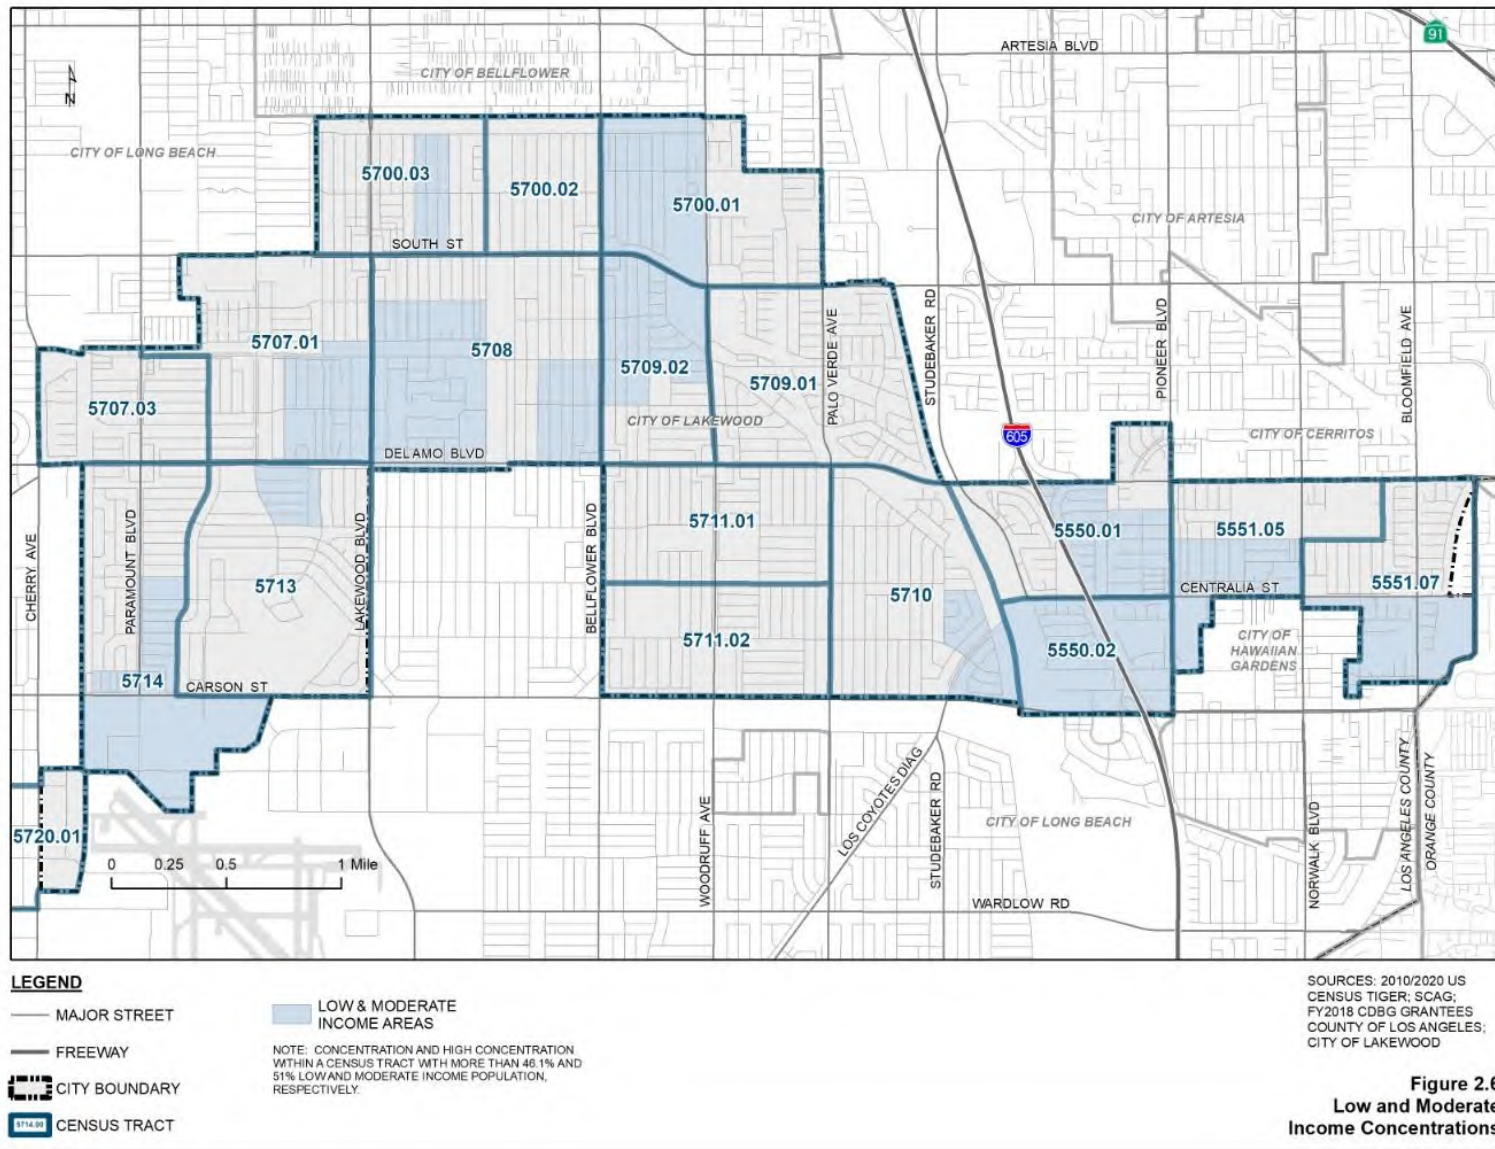 ARTESIA BLVD
91
CITY OF BELLFLOWER
N
CITY OF LONG BEACH
5700.03
5700.02
5700.01
CITY OF ARTESIA
SOUTH ST
PALO VERDE AVE
STUDEBAKER RD
PIONEER BLVD
BLOOMFIELD AVE
5707.01
5708
5709.02
5709.01
5707.03
CITY OF LAKEWOOD
605
CITY OF CERRITOS
DEL AMO BLVD
CHERRY AVE
PARAMOUNT BLVD
LAKEWOOD BLVD
BELLFLOWER BLVD
5711.01
5550.01
5551.05
5713
5710
CENTRALIA ST
5551.07
5711.02
5550.02
CITY OF
HAWAIIAN
GARDENS
5714
CARSON ST
LOS ANGELES COUNTY
ORANGE COUNTY
5720.01
0 0.25 0.5 1 Mile
WOODRUFF AVE
LOS COYOTES DIAG
STUDEBAKER RD
CITY OF LONG BEACH
NORWALK BLVD
WARDLOW RD
LEGEND
MAJOR STREET
FREEWAY
CITY BOUNDARY
5714.00 CENSUS TRACT
LOW & MODERATE
INCOME AREAS
NOTE: CONCENTRATION AND HIGH CONCENTRATION
WITHIN A CENSUS TRACT WITH MORE THAN 46.1% AND
51% LOW AND MODERATE INCOME POPULATION,
RESPECTIVELY.
SOURCES: 2010/2020 US
CENSUS TIGER; SCAG;
FY2018 CDBG GRANTEES
COUNTY OF LOS ANGELES;
CITY OF LAKEWOOD
Figure 2.6
Low and Moderate
Income Concentrations